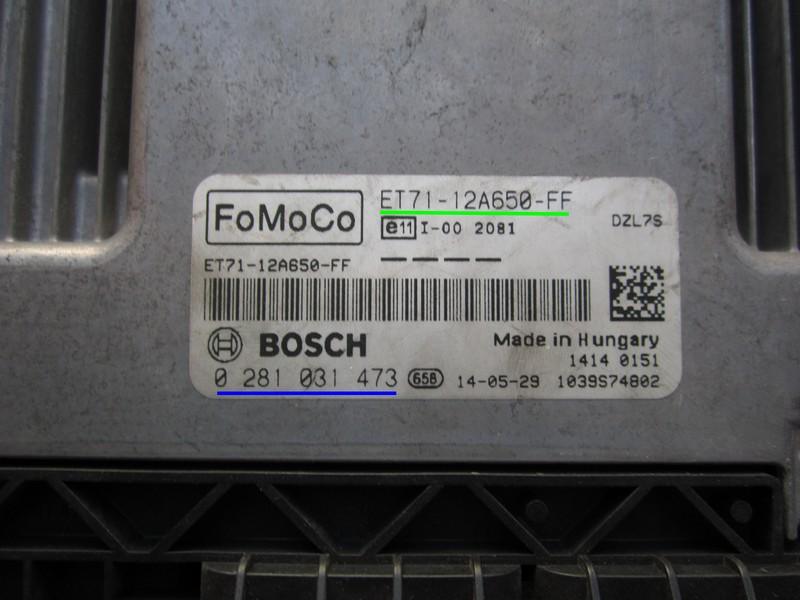 FoMoCo
ET71-12A650-FF
e11 I-00 2081
DZL7S
ET71-12A650-FF
BOSCH
Made in Hungary
1414 0151
0 281 031 473 658 14-05-29 1039S74802